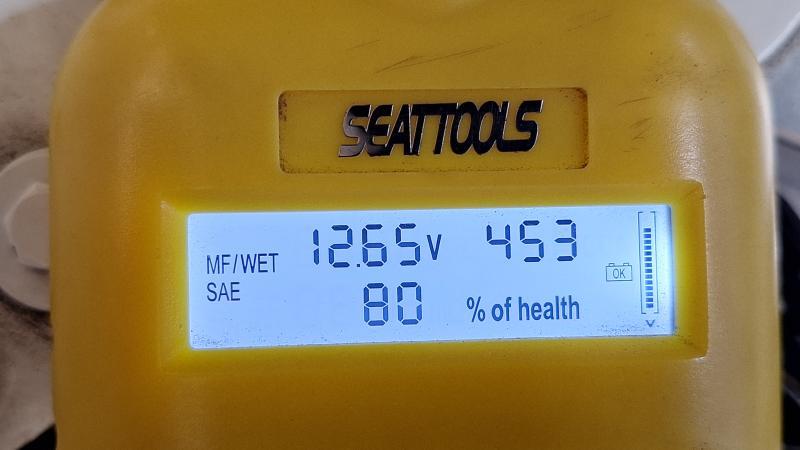 SEATTOOLS
MF/WET 12.65V 453
SAE 80 % of health
OK